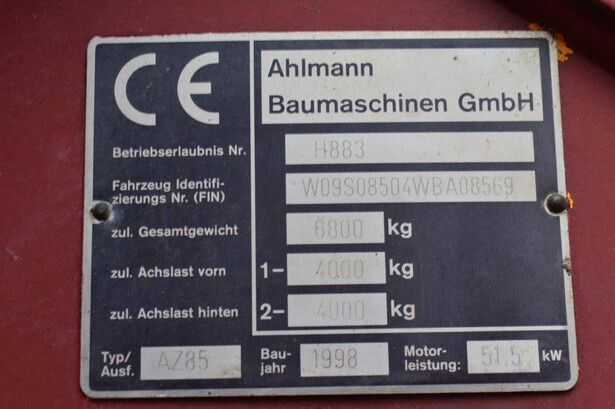 CE
Ahlmann
Baumaschinen GmbH
Betriebserlaubnis Nr. H883
Fahrzeug Identifi-
zierungs Nr. (FIN) W09S08504WBA08569
zul. Gesamtgewicht 6800 kg
zul. Achslast vorn 1- 4000 kg
zul. Achslast hinten 2- 4000 kg
Typ/
Ausf. AZ85
Bau-
jahr 1998
Motor-
leistung: 51,5 kW